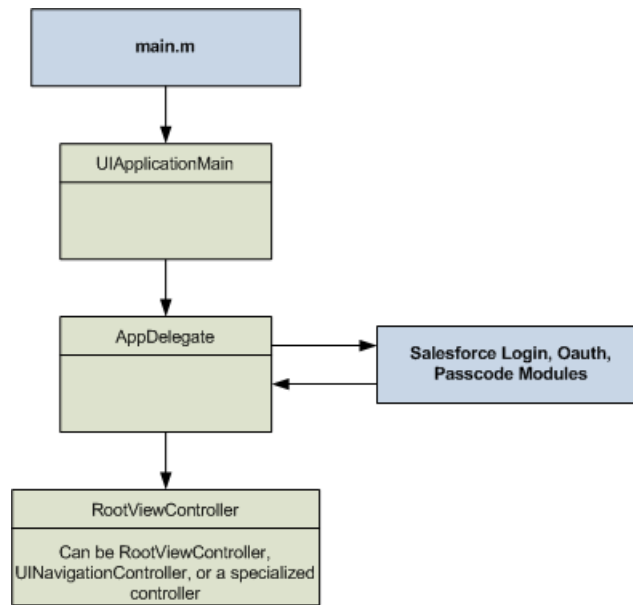 main.m
UIApplicationMain
AppDelegate
Salesforce Login, Oauth,
Passcode Modules
RootViewController
Can be RootViewController,
UINavigationController, or a specialized
controller